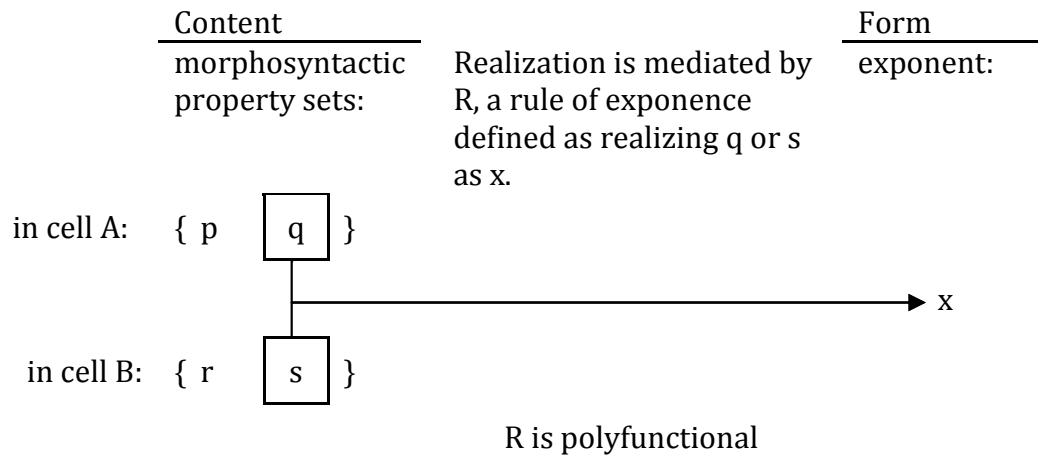 Content Form
morphosyntactic Realization is mediated by exponent:
property sets: R, a rule of exponence
defined as realizing q or s
as x.
in cell A: { p q }
x
in cell B: { r s }
R is polyfunctional